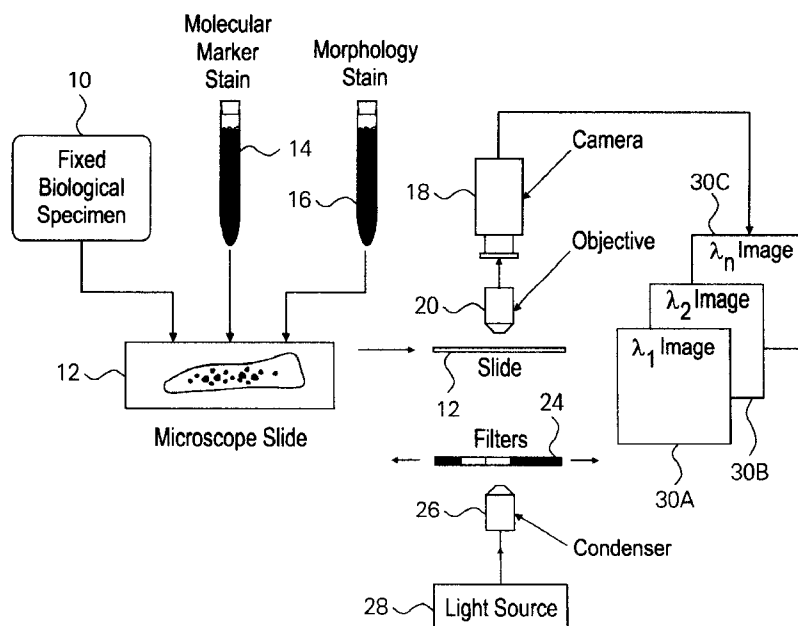 Molecular
Marker
Stain
Morphology
Stain
10
Fixed
Biological
Specimen
14
16
18
Camera
30C
λn Image
Objective
20
λ2 Image
λ1 Image
12
Slide
12
Microscope Slide
Filters
24
30B
30A
26
Condenser
28
Light Source